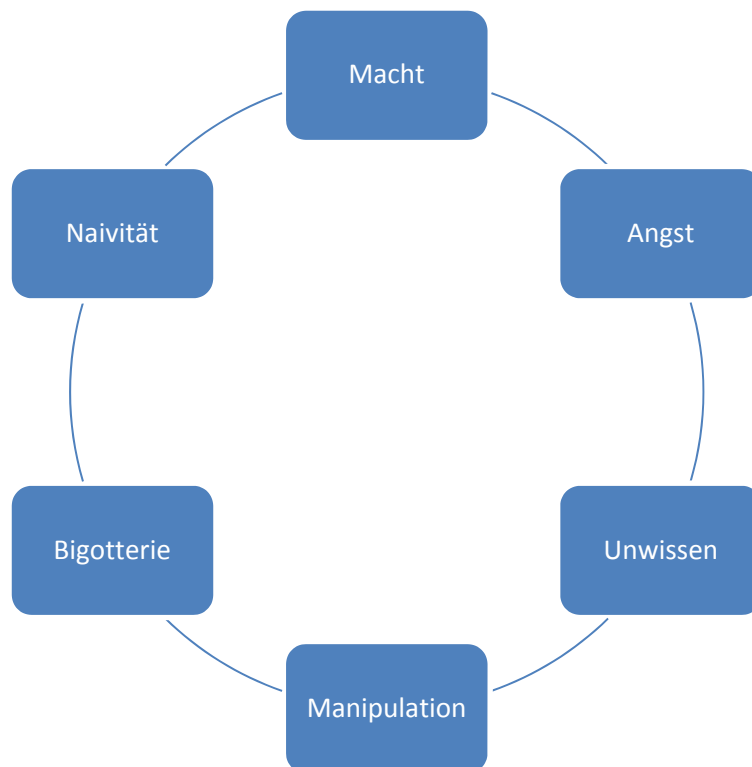 Macht
Naivität
Angst
Bigotterie
Unwissen
Manipulation